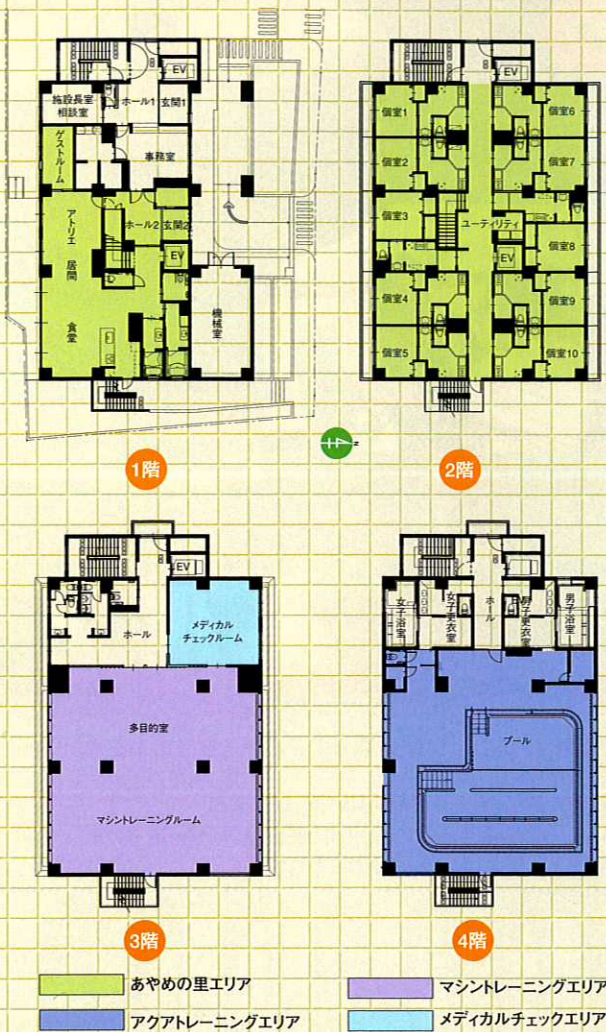 EV
施設長室
相談室
ホール1
玄関1
ゲストルーム
事務室
アトリエ
居間
食堂
ホール2
玄関2
EV
機械室
1階
EV
個室1
個室2
個室3
個室4
個室5
個室6
個室7
個室8
個室9
個室10
ユーティリティ
EV
2階
N
EV
ホール
メディカル
チェックルーム
多目的室
マシントレーニングルーム
3階
女子浴室
女子更衣室
ホール
男子更衣室
男子浴室
プール
4階
あやめの里エリア
マシントレーニングエリア
アクアトレーニングエリア
メディカルチェックエリア